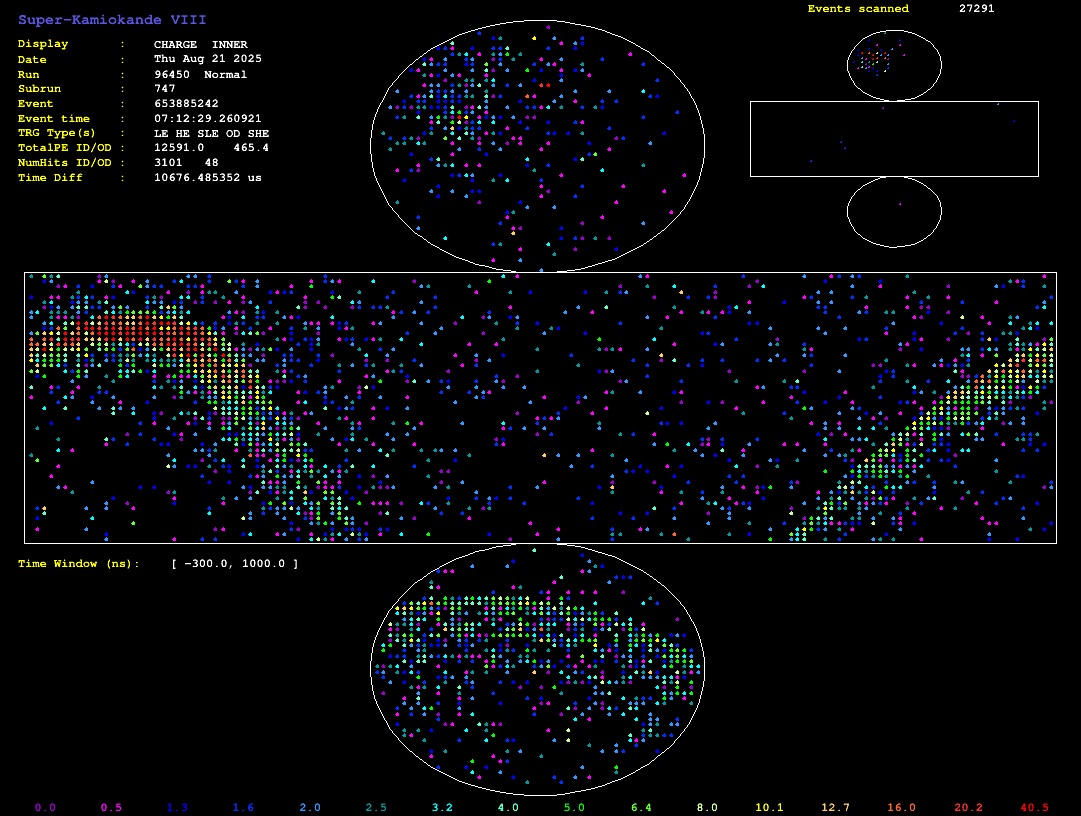 Super-Kamiokande VIII
Events scanned 27291
Display : CHARGE INNER
Date : Thu Aug 21 2025
Run : 96450 Normal
Subrun : 747
Event : 653885242
Event time : 07:12:29.260921
TRG Type(s) : LE HE SLE OD SHE
TotalPE ID/OD : 12591.0 465.4
NumHits ID/OD : 3101 48
Time Diff : 10676.485352 us
Time Window (ns): [ -300.0, 1000.0 ]
0.0 0.5 1.3 1.6 2.0 2.5 3.2 4.0 5.0 6.4 8.0 10.1 12.7 16.0 20.2 40.5